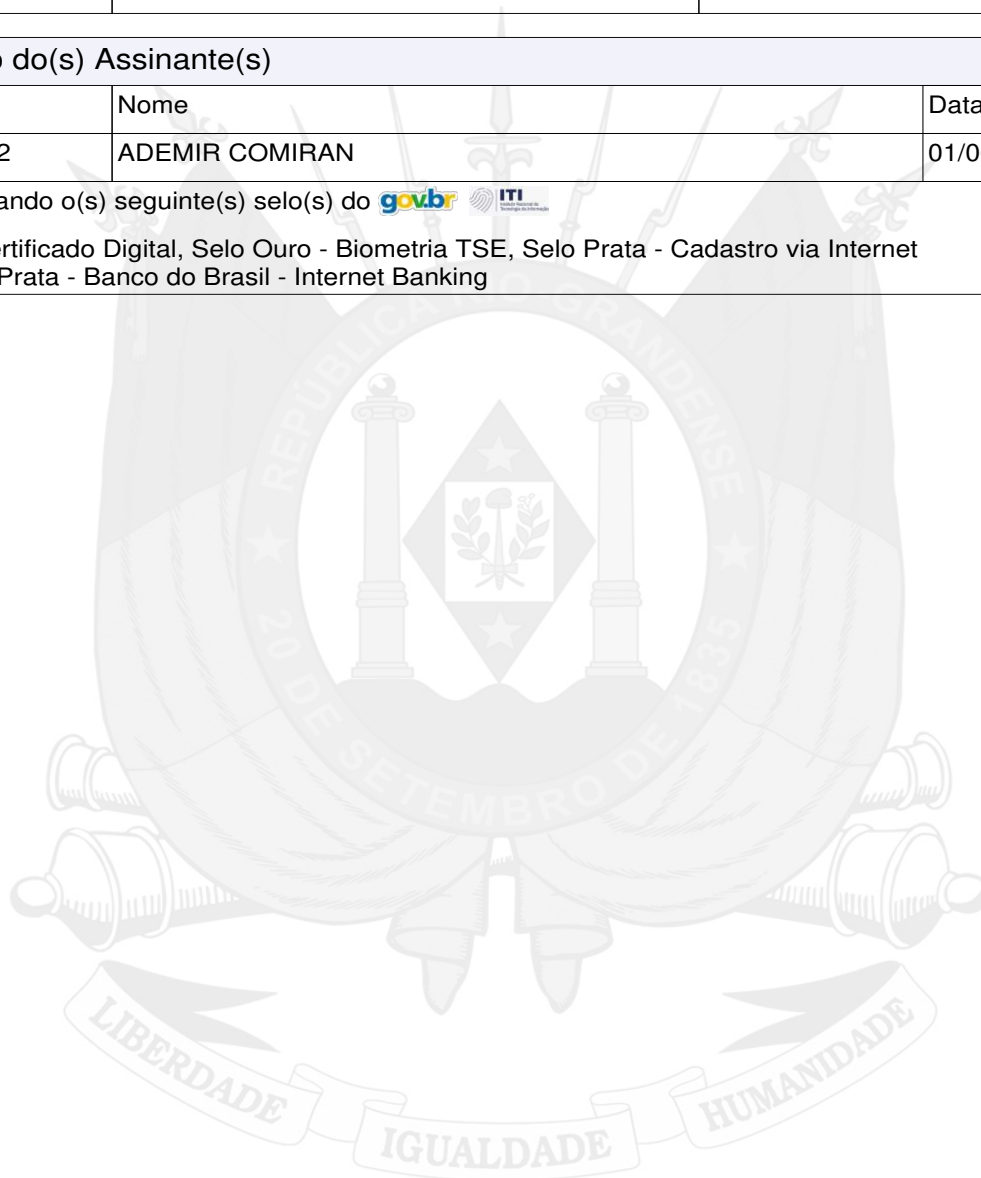 o do(s) Assinante(s)
Nome Data
2 ADEMIR COMIRAN 01/0
ando o(s) seguinte(s) selo(s) do gov.br ITI
ertificado Digital, Selo Ouro - Biometria TSE, Selo Prata - Cadastro via Internet
Prata - Banco do Brasil - Internet Banking
REPÚBLICA RIO GRANDENSE
20 DE SETEMBRO DE 1835
LIBERDADE
IGUALDADE
HUMANIDADE